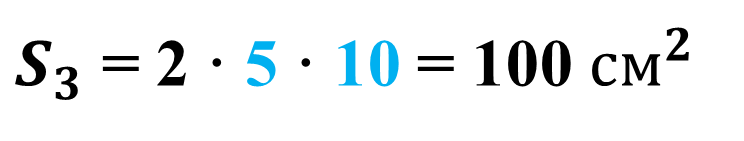 S₃ = 2 · 5 · 10 = 100 см²